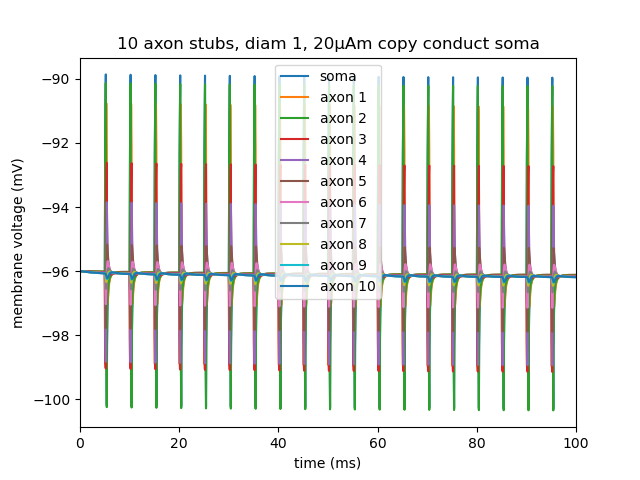 10 axon stubs, diam 1, 20μAm copy conduct soma
−90
−92
−94
−96
−98
−100
membrane voltage (mV)
soma
axon 1
axon 2
axon 3
axon 4
axon 5
axon 6
axon 7
axon 8
axon 9
axon 10
0
20
40
60
80
100
time (ms)